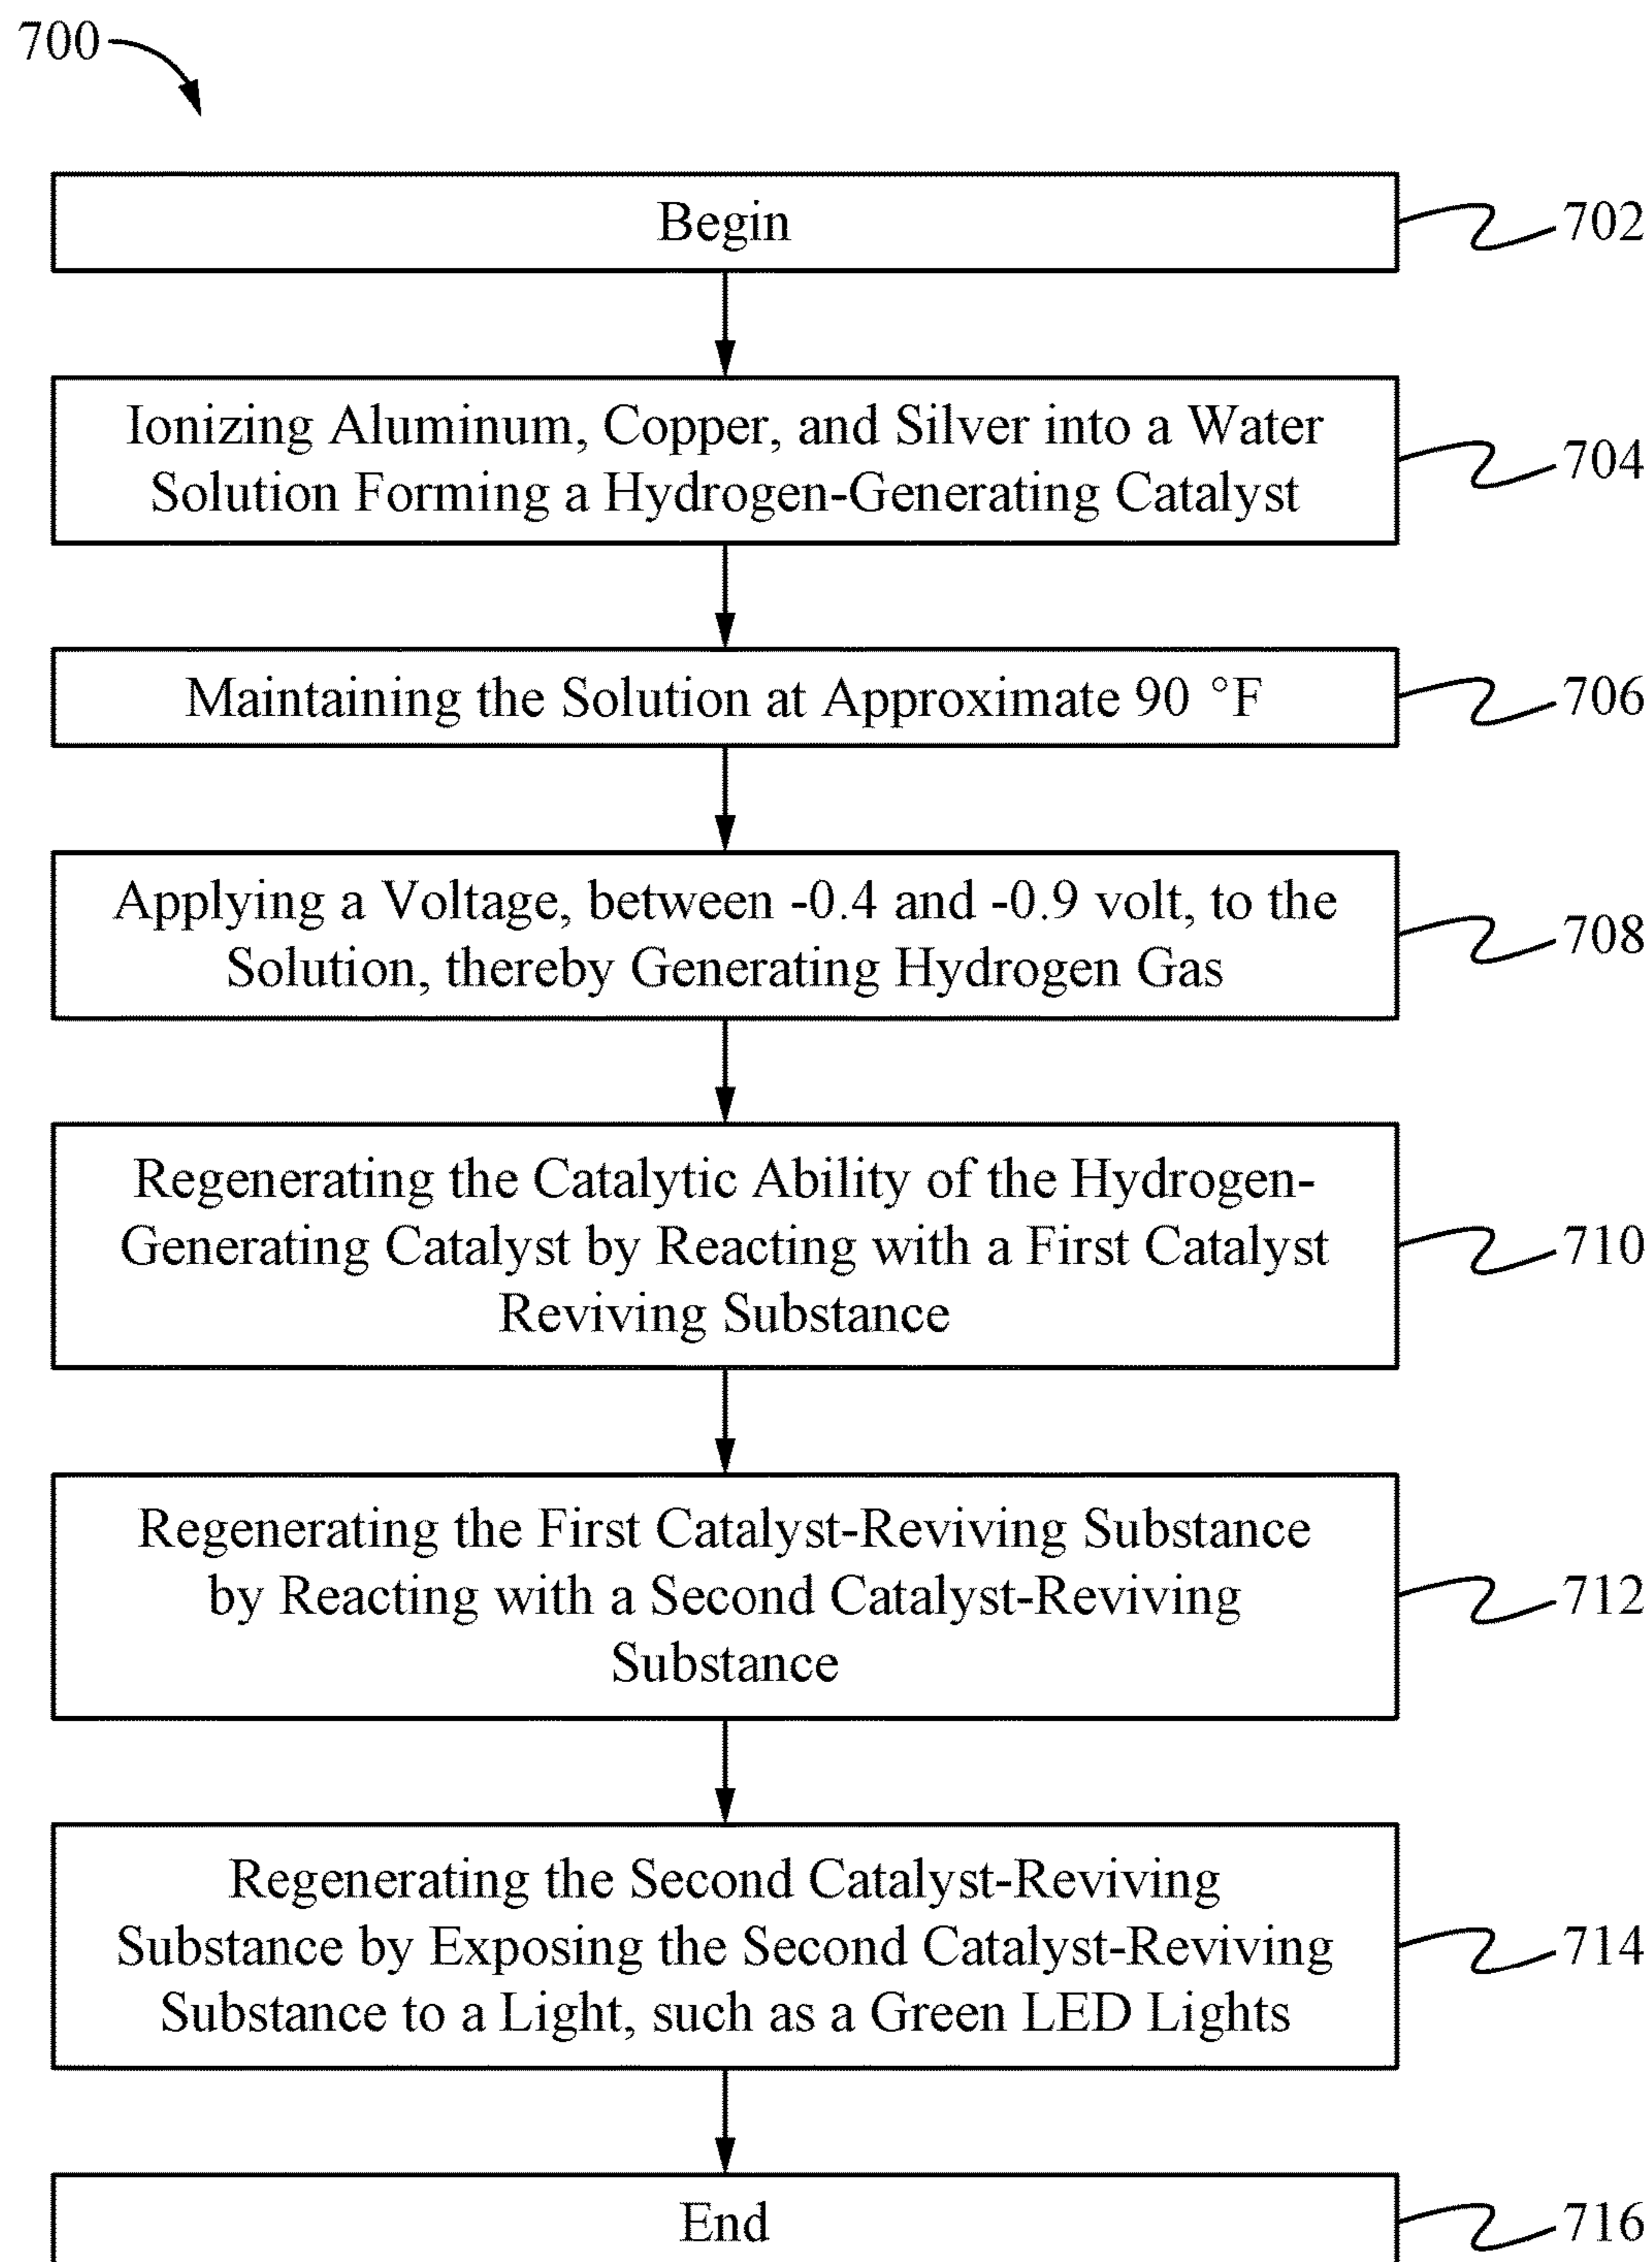 700
Begin
702
Ionizing Aluminum, Copper, and Silver into a Water
Solution Forming a Hydrogen-Generating Catalyst
704
Maintaining the Solution at Approximate 90 °F
706
Applying a Voltage, between -0.4 and -0.9 volt, to the
Solution, thereby Generating Hydrogen Gas
708
Regenerating the Catalytic Ability of the Hydrogen-
Generating Catalyst by Reacting with a First Catalyst
Reviving Substance
710
Regenerating the First Catalyst-Reviving Substance
by Reacting with a Second Catalyst-Reviving
Substance
712
Regenerating the Second Catalyst-Reviving
Substance by Exposing the Second Catalyst-Reviving
Substance to a Light, such as a Green LED Lights
714
End
716